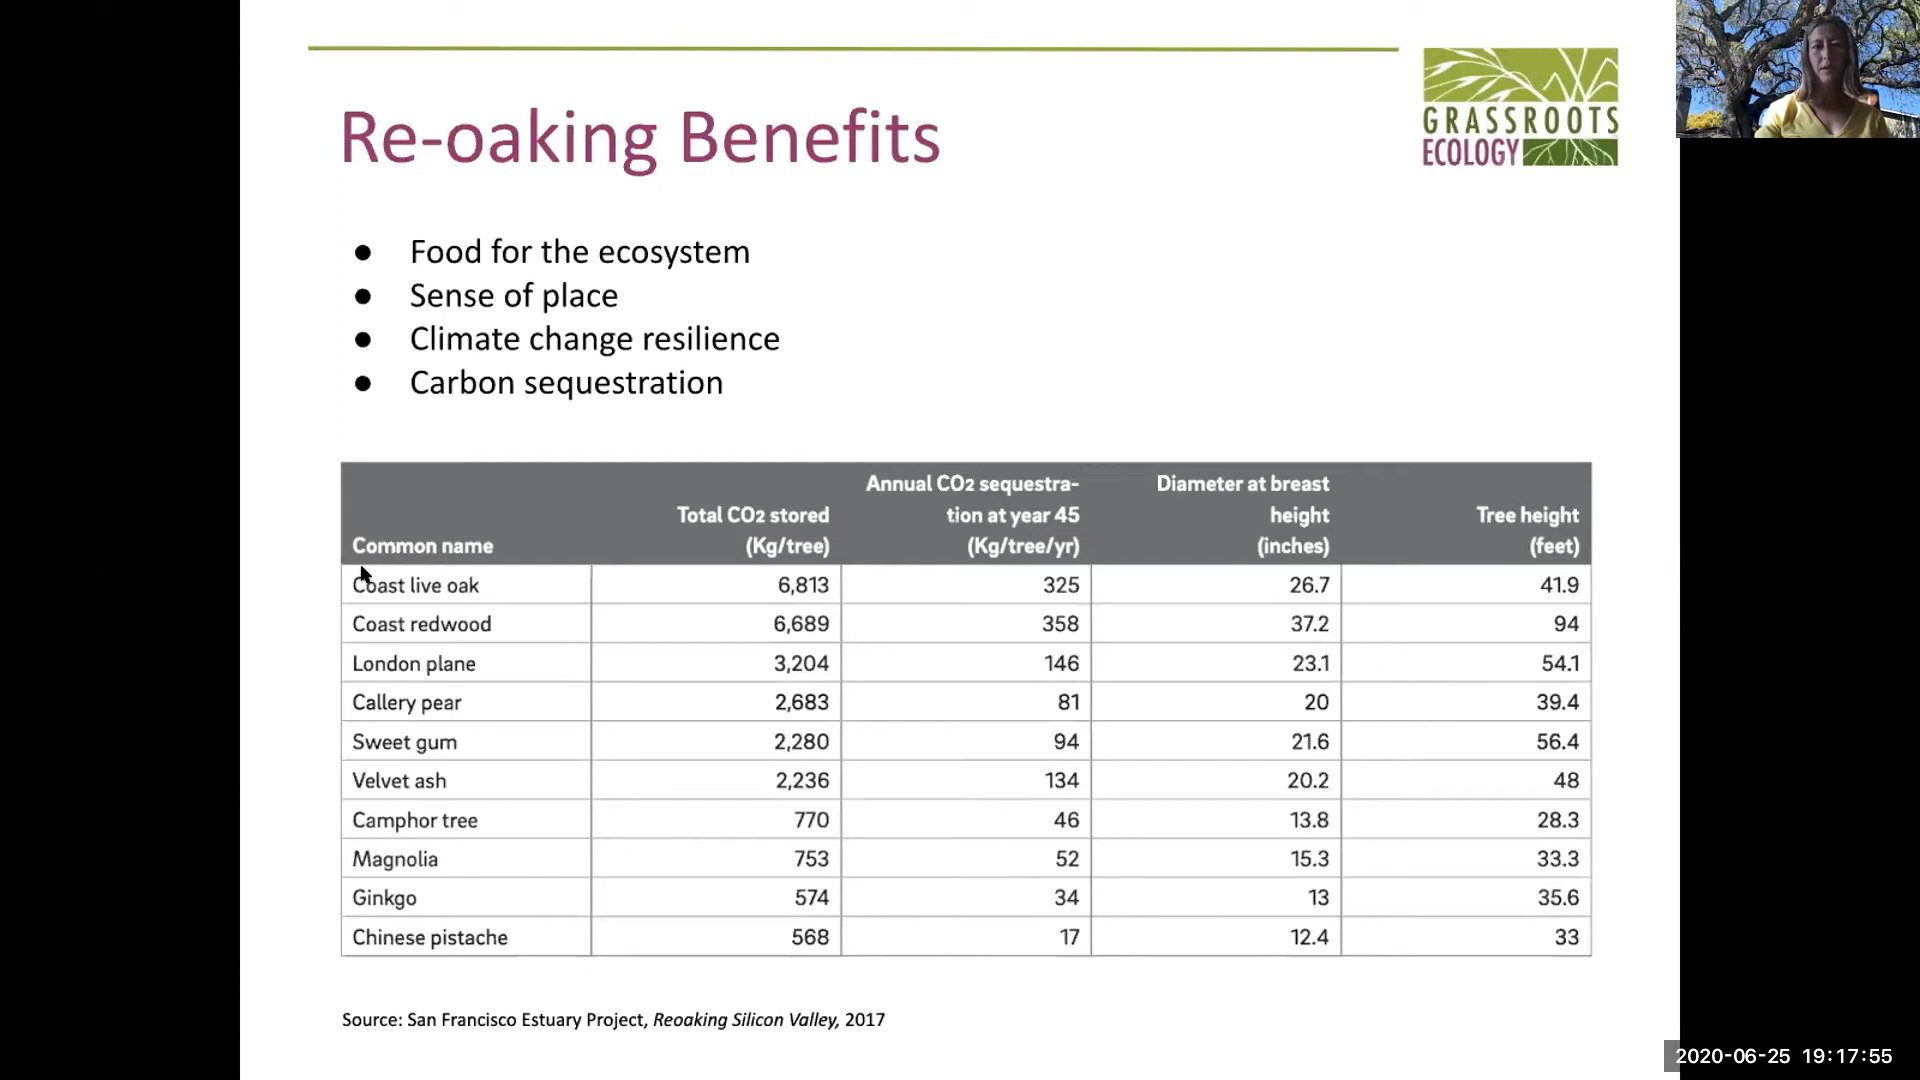 GRASSROOTS
ECOLOGY
Re-oaking Benefits
● Food for the ecosystem
● Sense of place
● Climate change resilience
● Carbon sequestration
Common name Total CO2 stored (Kg/tree) Annual CO2 sequestra-tion at year 45 (Kg/tree/yr) Diameter at breast height (inches) Tree height (feet)
Coast live oak 6,813 325 26.7 41.9
Coast redwood 6,689 358 37.2 94
London plane 3,204 146 23.1 54.1
Callery pear 2,683 81 20 39.4
Sweet gum 2,280 94 21.6 56.4
Velvet ash 2,236 134 20.2 48
Camphor tree 770 46 13.8 28.3
Magnolia 753 52 15.3 33.3
Ginkgo 574 34 13 35.6
Chinese pistache 568 17 12.4 33
Source: San Francisco Estuary Project, Reoaking Silicon Valley, 2017
2020-06-25 19:17:55